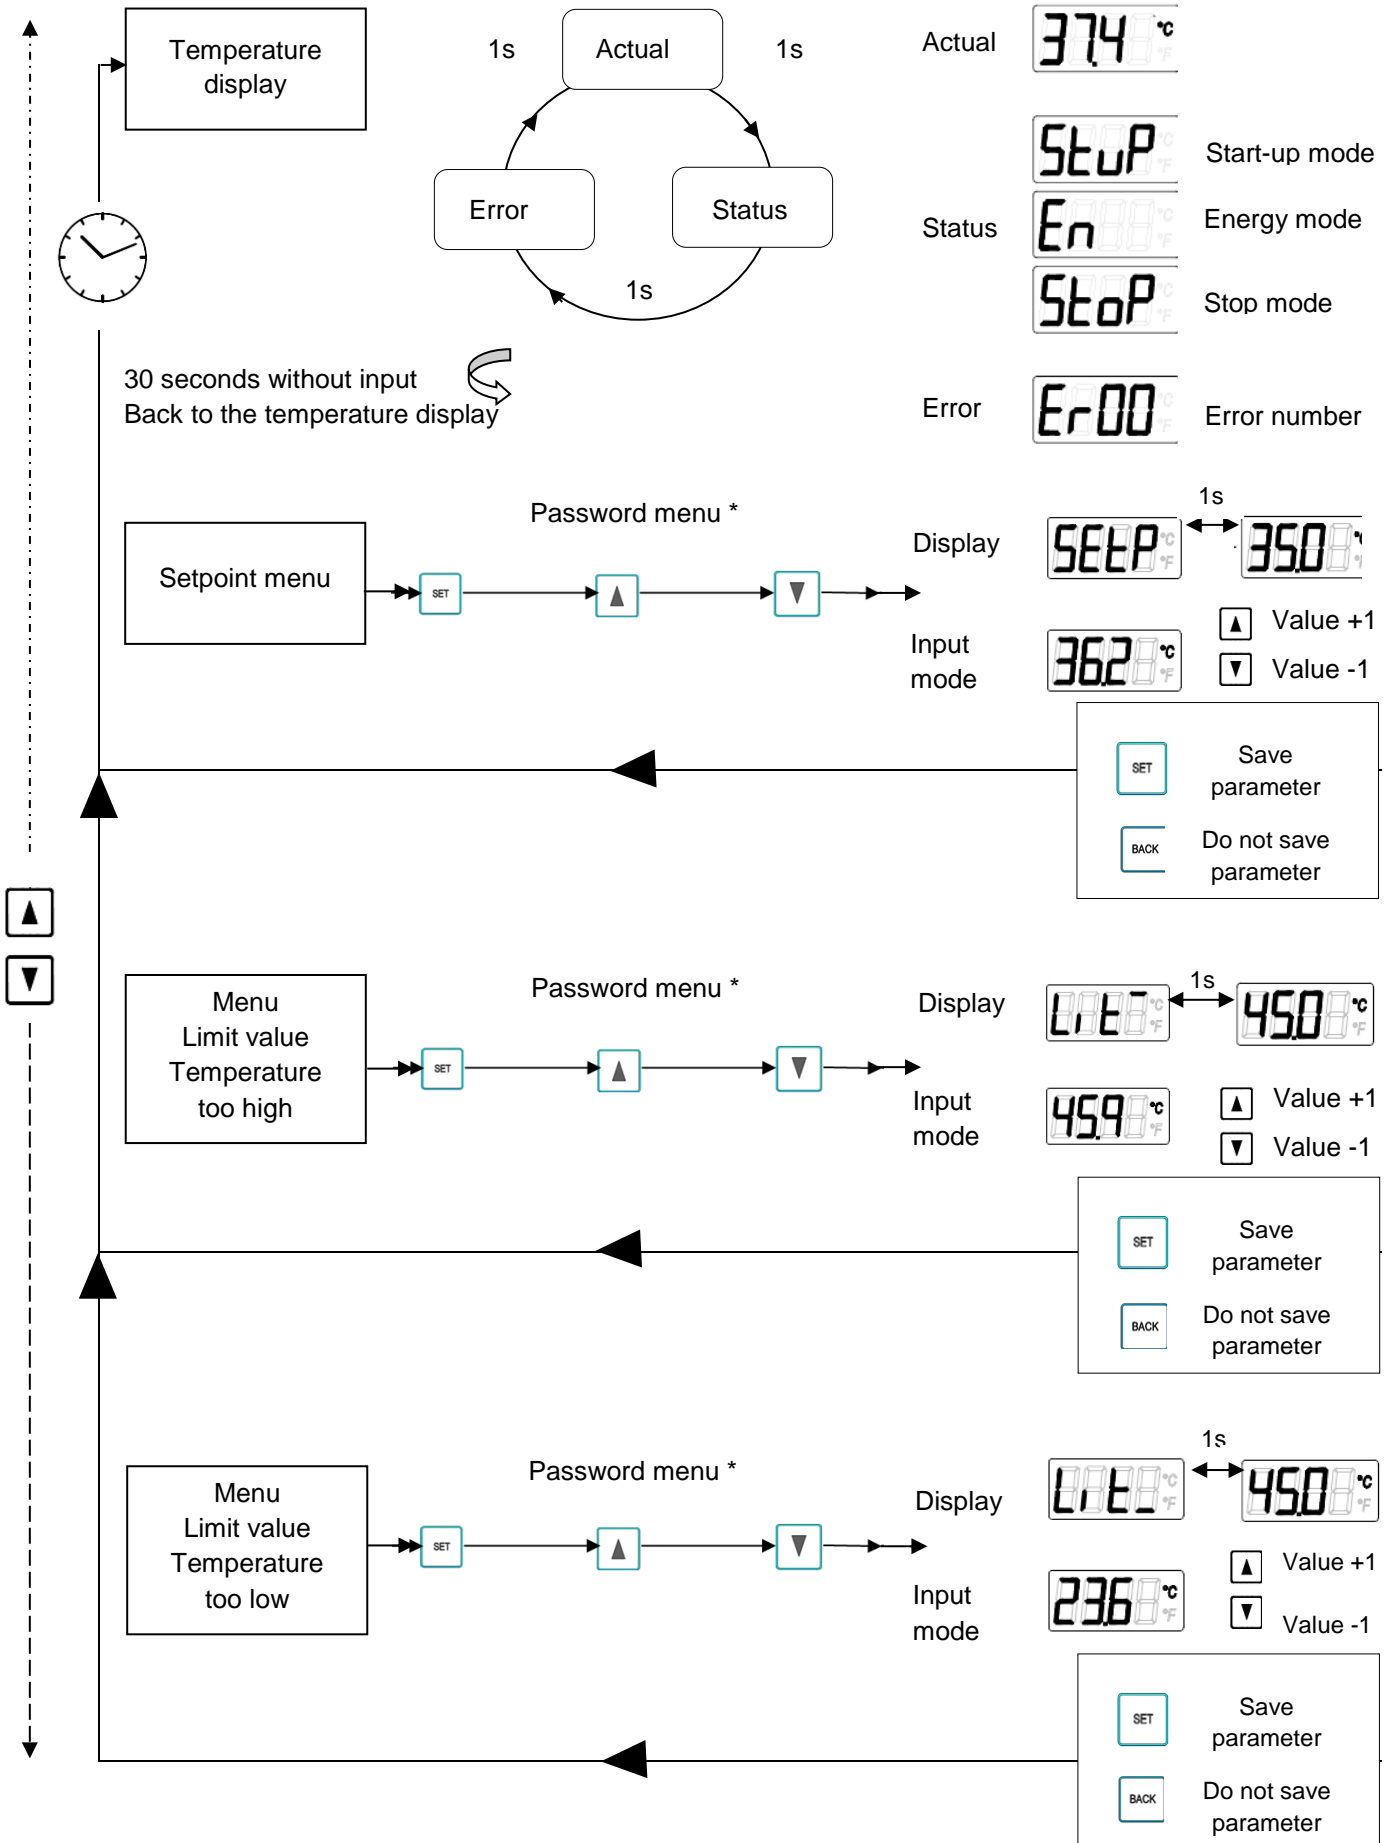 Temperature
display
1s
Actual
1s
Error
Status
1s
Actual
37.4 °C
°F
StuP °C
°F
Start-up mode
Status
En °C
°F
Energy mode
StoP °C
°F
Stop mode
30 seconds without input
Back to the temperature display
Error
Er00 °C
°F
Error number
Setpoint menu
Password menu *
SET
Display
SEtP °C
°F
1s
35.0
Input
mode
36.2 °C
°F
Value +1
Value -1
SET
Save
parameter
BACK
Do not save
parameter
Menu
Limit value
Temperature
too high
Password menu *
SET
Display
Lit¯ °C
°F
1s
45.0 °C
°F
Input
mode
45.9 °C
°F
Value +1
Value -1
SET
Save
parameter
BACK
Do not save
parameter
Menu
Limit value
Temperature
too low
Password menu *
SET
Display
Lit_ °C
°F
1s
45.0 °C
°F
Input
mode
23.6 °C
°F
Value +1
Value -1
SET
Save
parameter
BACK
Do not save
parameter